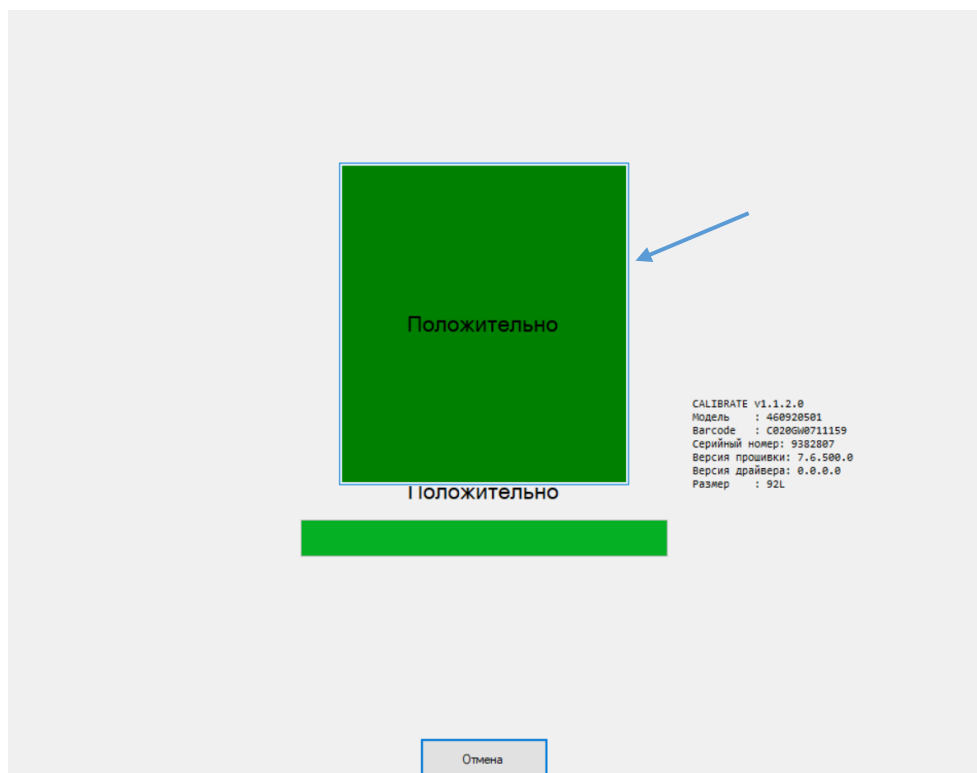 Положительно
CALIBRATE v1.1.2.0
Модель    : 460920501
Barcode   : C020GW0711159
Серийный номер: 9382807
Версия прошивки: 7.6.500.0
Версия драйвера: 0.0.0.0
Размер    : 92L
Положительно
Отмена